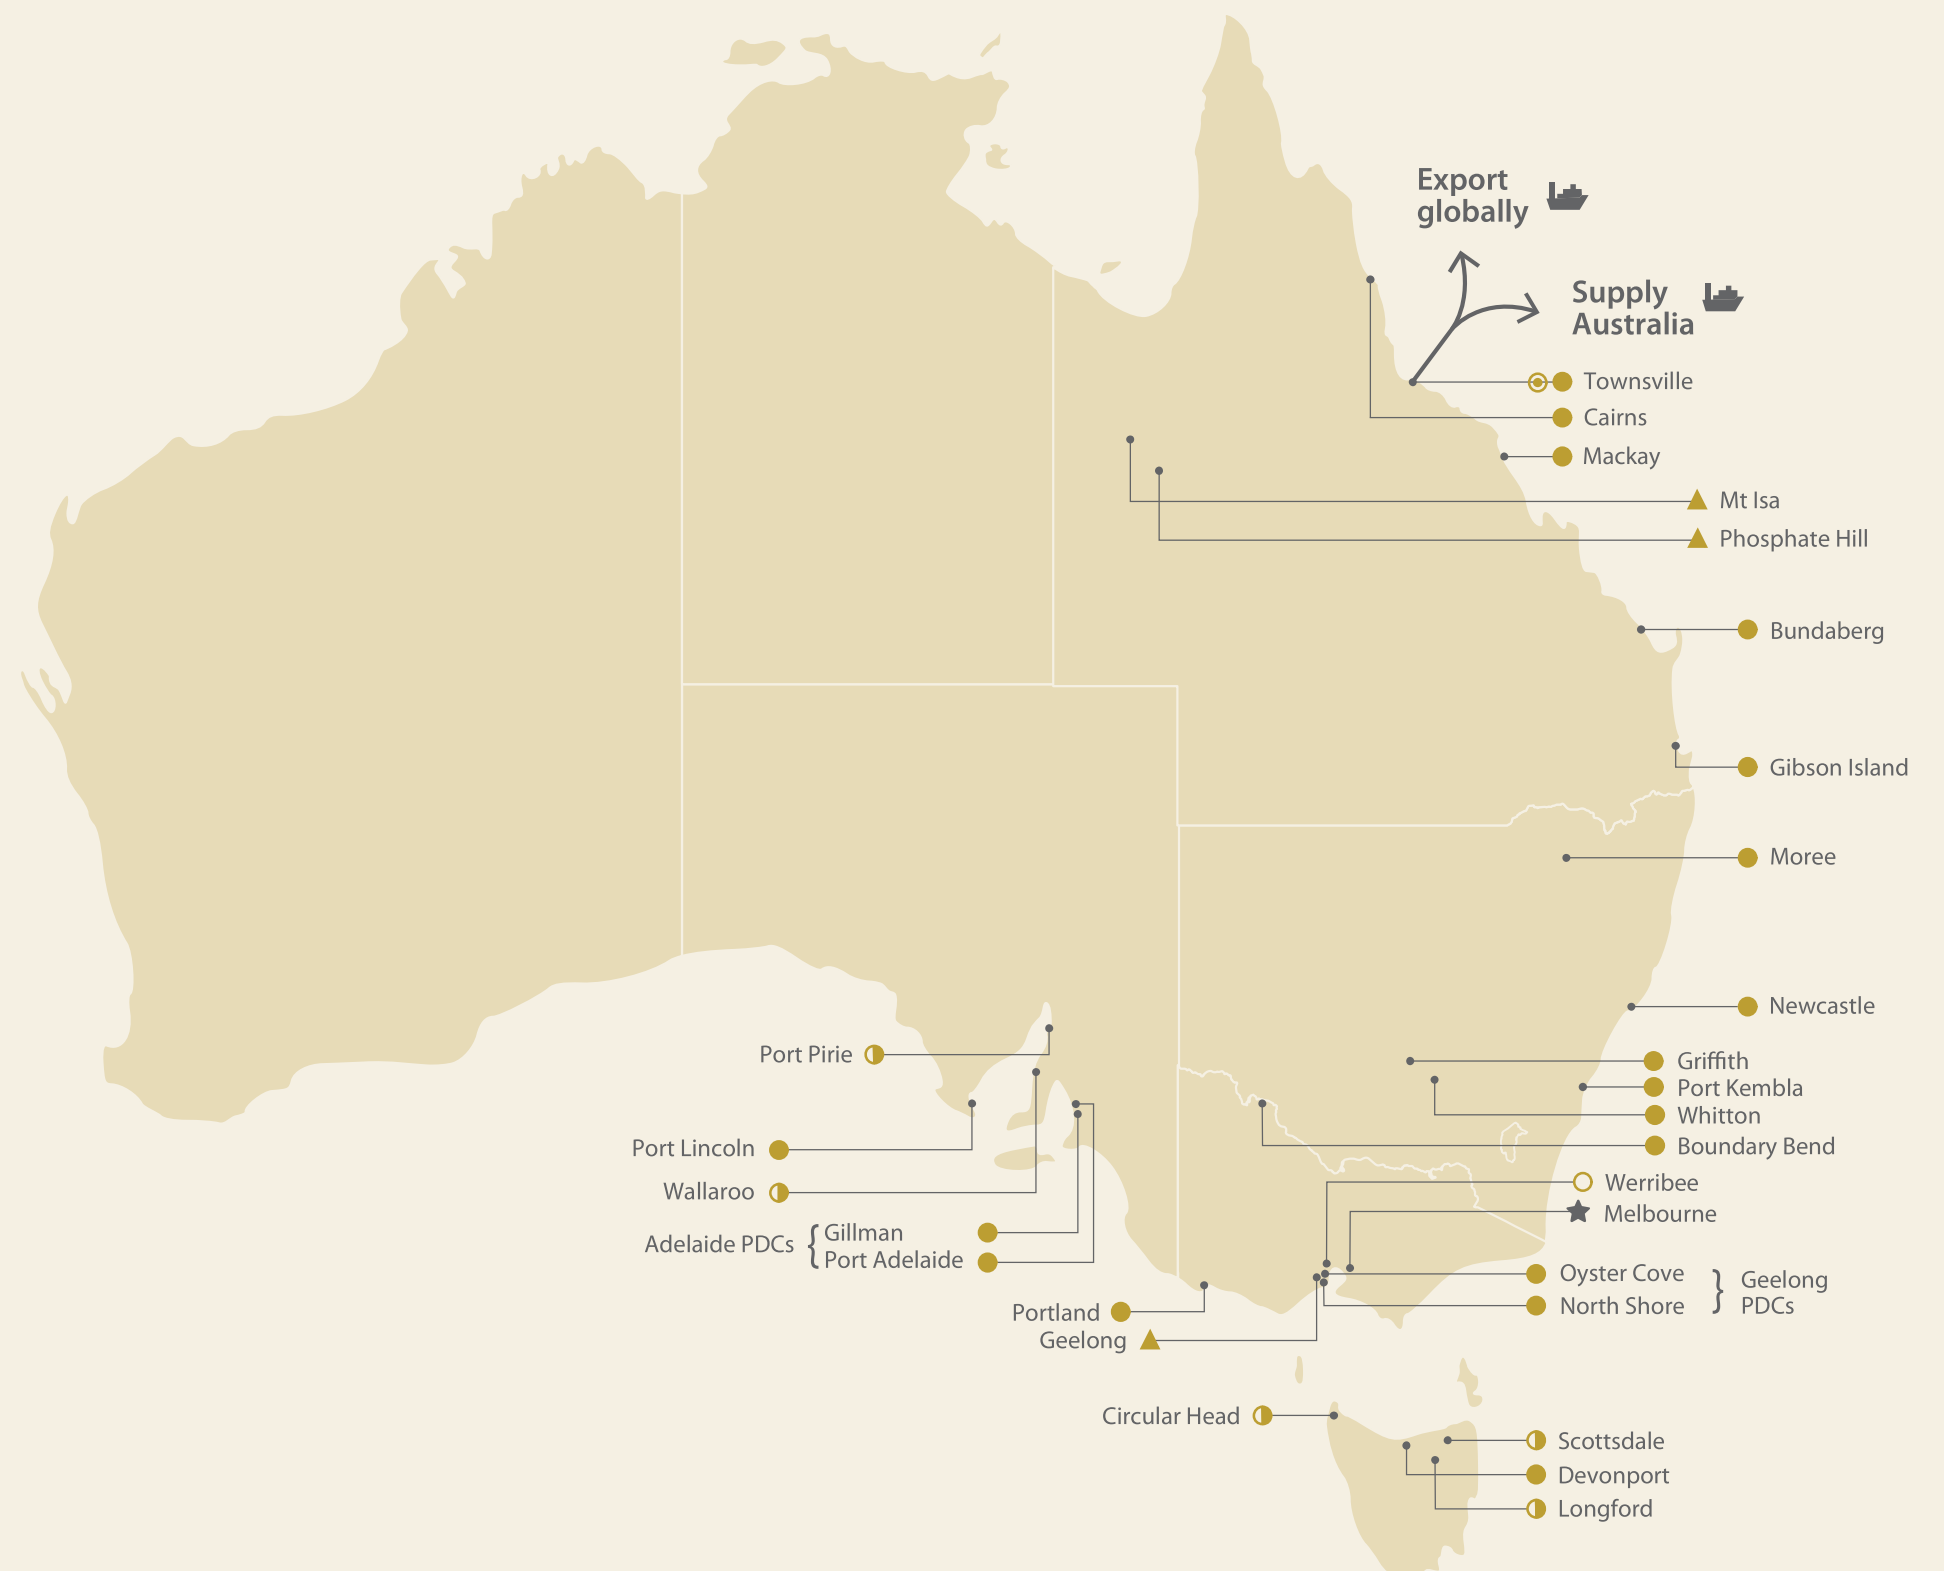 Export
globally
Supply
Australia
Townsville
Cairns
Mackay
Mt Isa
Phosphate Hill
Bundaberg
Gibson Island
Moree
Newcastle
Griffith
Port Kembla
Whitton
Boundary Bend
Werribee
Melbourne
Oyster Cove
North Shore
Geelong
PDCs
Port Pirie
Port Lincoln
Wallaroo
Adelaide PDCs
Gillman
Port Adelaide
Portland
Geelong
Circular Head
Scottsdale
Devonport
Longford